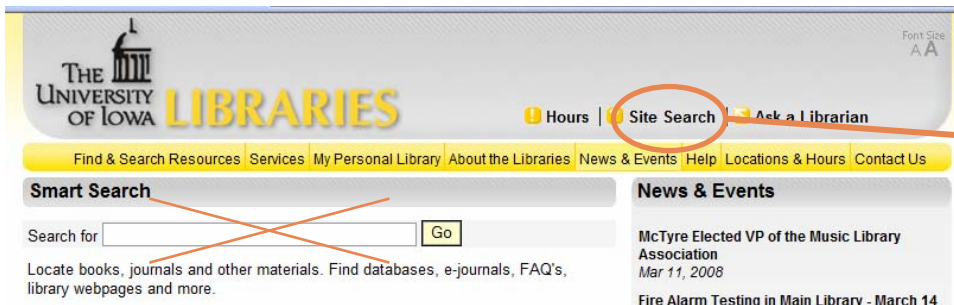 Font Size
A A
THE
UNIVERSITY
OF IOWA
LIBRARIES
Hours | Site Search | Ask a Librarian
Find & Search Resources Services My Personal Library About the Libraries News & Events Help Locations & Hours Contact Us
Smart Search
Search for Go
Locate books, journals and other materials. Find databases, e-journals, FAQ's,
library webpages and more.
News & Events
McTyre Elected VP of the Music Library
Association
Mar 11, 2008
Fire Alarm Testing in Main Library - March 14